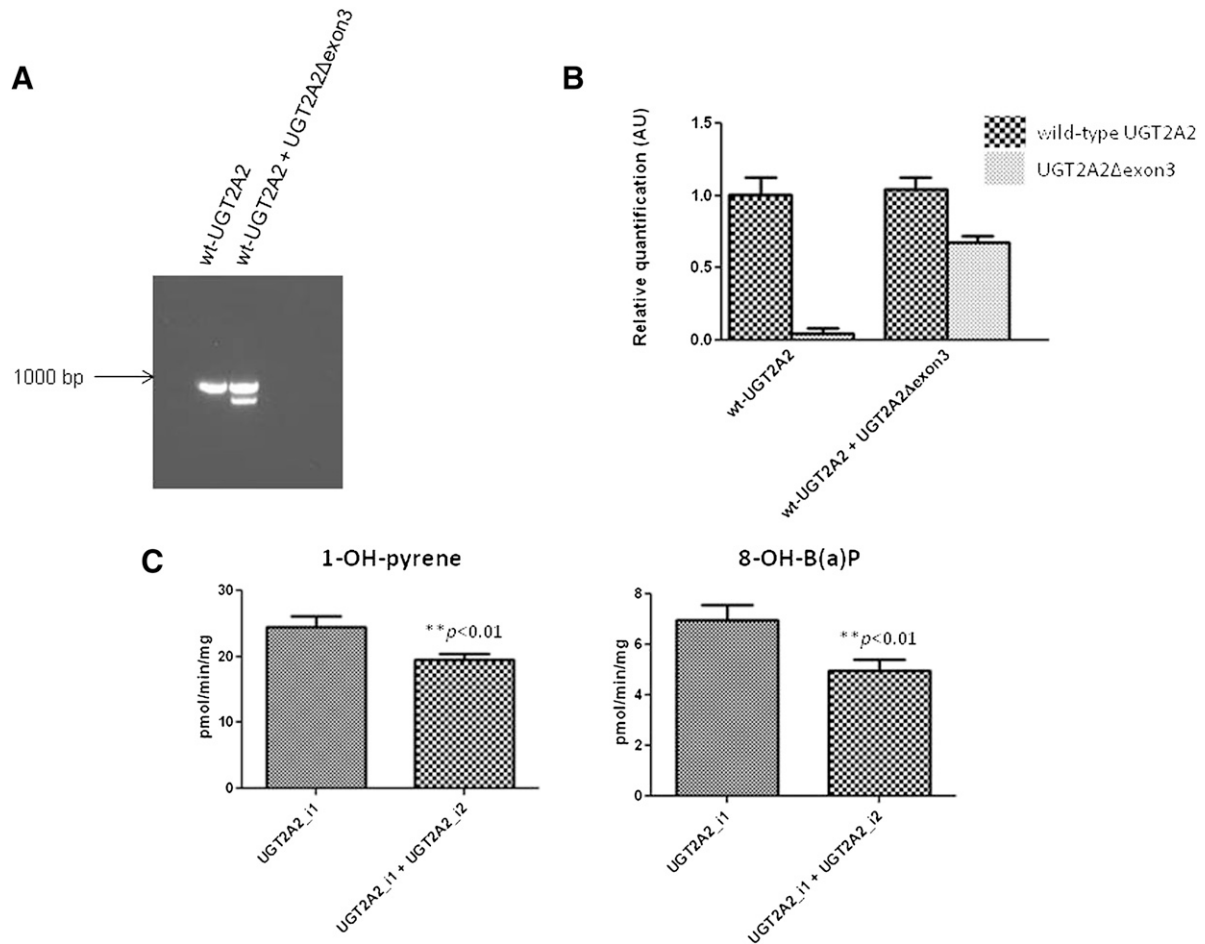 A
wt-UGT2A2
wt-UGT2A2 + UGT2A2Δexon3
1000 bp
B
Relative quantification (AU)
1.5
1.0
0.5
0.0
wt-UGT2A2
wt-UGT2A2 + UGT2A2Δexon3
wild-type UGT2A2
UGT2A2Δexon3
C
1-OH-pyrene
pmol/min/mg
30
20
10
0
**p<0.01
UGT2A2_i1
UGT2A2_i1 + UGT2A2_i2
8-OH-B(a)P
pmol/min/mg
8
6
4
2
0
**p<0.01
UGT2A2_i1
UGT2A2_i1 + UGT2A2_i2